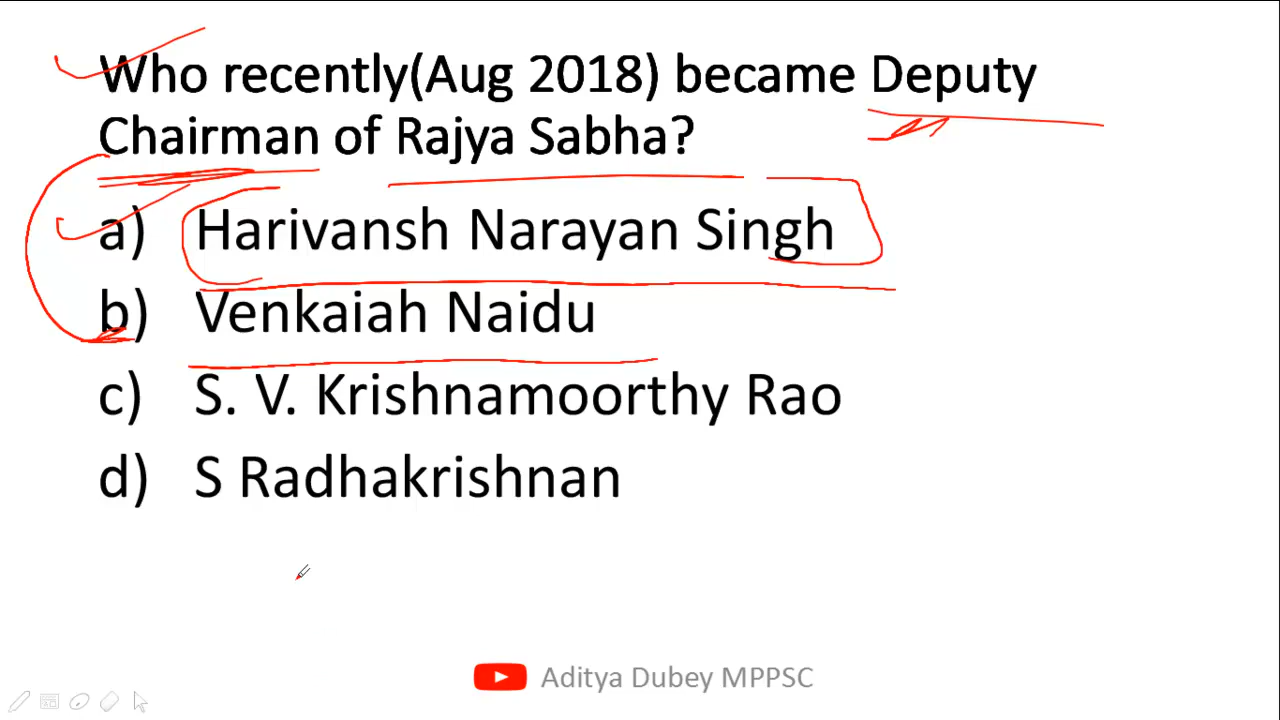 Who recently(Aug 2018) became Deputy
Chairman of Rajya Sabha?
a) Harivansh Narayan Singh
b) Venkaiah Naidu
c) S. V. Krishnamoorthy Rao
d) S Radhakrishnan
Aditya Dubey MPPSC